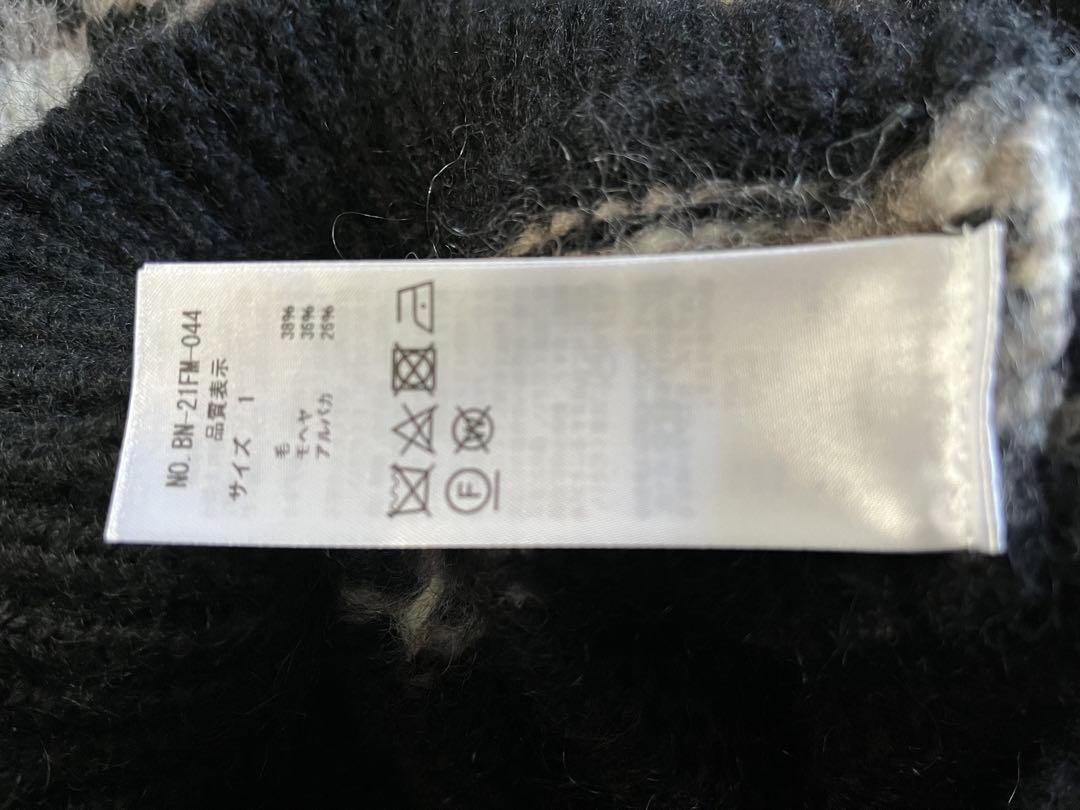 NO. BN-21FM-044
品質表示
サイズ 1
毛 38%
モヘヤ 36%
アルパカ 26%
F
W